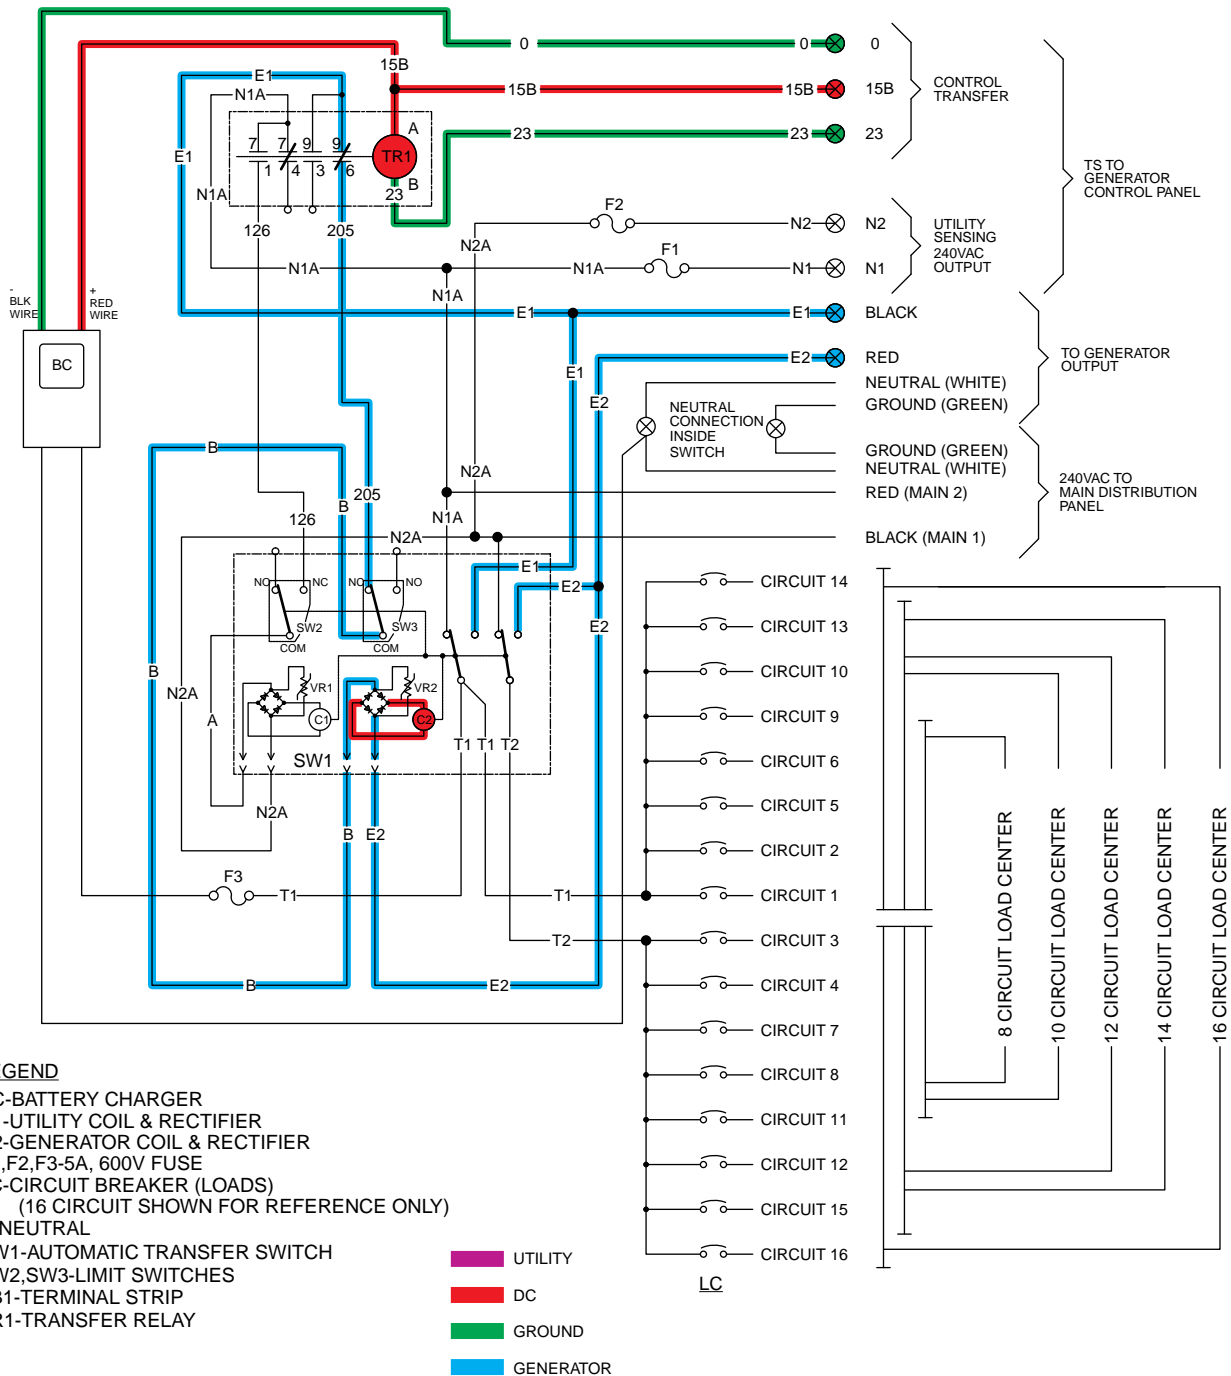 0
0
0
15B
15B
15B
15B
23
23
23
CONTROL
TRANSFER
E1
N1A
A
7
7
9
9
TR1
1
4
3
6
B
23
E1
N1A
126
205
TS TO
GENERATOR
CONTROL PANEL
F2
N2
N2
N2A
UTILITY
SENSING
240VAC
OUTPUT
F1
N1A
N1A
N1
N1
N1A
-
BLK
WIRE
+
RED
WIRE
BC
E1
E1
BLACK
E2
RED
TO GENERATOR
OUTPUT
E1
E2
NEUTRAL (WHITE)
GROUND (GREEN)
NEUTRAL
CONNECTION
INSIDE
SWITCH
GROUND (GREEN)
NEUTRAL (WHITE)
RED (MAIN 2)
BLACK (MAIN 1)
240VAC TO
MAIN DISTRIBUTION
PANEL
B
N2A
205
B
126
N1A
N2A
E1
E2
E2
NO
NC
NC
NO
SW2
SW3
COM
COM
B
N2A
A
VR1
VR2
C1
C2
T1
T1
T2
SW1
N2A
B
E2
F3
T1
T1
T2
B
E2
CIRCUIT 14
CIRCUIT 13
CIRCUIT 10
CIRCUIT 9
CIRCUIT 6
CIRCUIT 5
CIRCUIT 2
CIRCUIT 1
CIRCUIT 3
CIRCUIT 4
CIRCUIT 7
CIRCUIT 8
CIRCUIT 11
CIRCUIT 12
CIRCUIT 15
CIRCUIT 16
LC
8 CIRCUIT LOAD CENTER
10 CIRCUIT LOAD CENTER
12 CIRCUIT LOAD CENTER
14 CIRCUIT LOAD CENTER
16 CIRCUIT LOAD CENTER
EGEND
C-BATTERY CHARGER
-UTILITY COIL & RECTIFIER
2-GENERATOR COIL & RECTIFIER
,F2,F3-5A, 600V FUSE
C-CIRCUIT BREAKER (LOADS)
(16 CIRCUIT SHOWN FOR REFERENCE ONLY)
NEUTRAL
W1-AUTOMATIC TRANSFER SWITCH
W2,SW3-LIMIT SWITCHES
B1-TERMINAL STRIP
R1-TRANSFER RELAY
UTILITY
DC
GROUND
GENERATOR